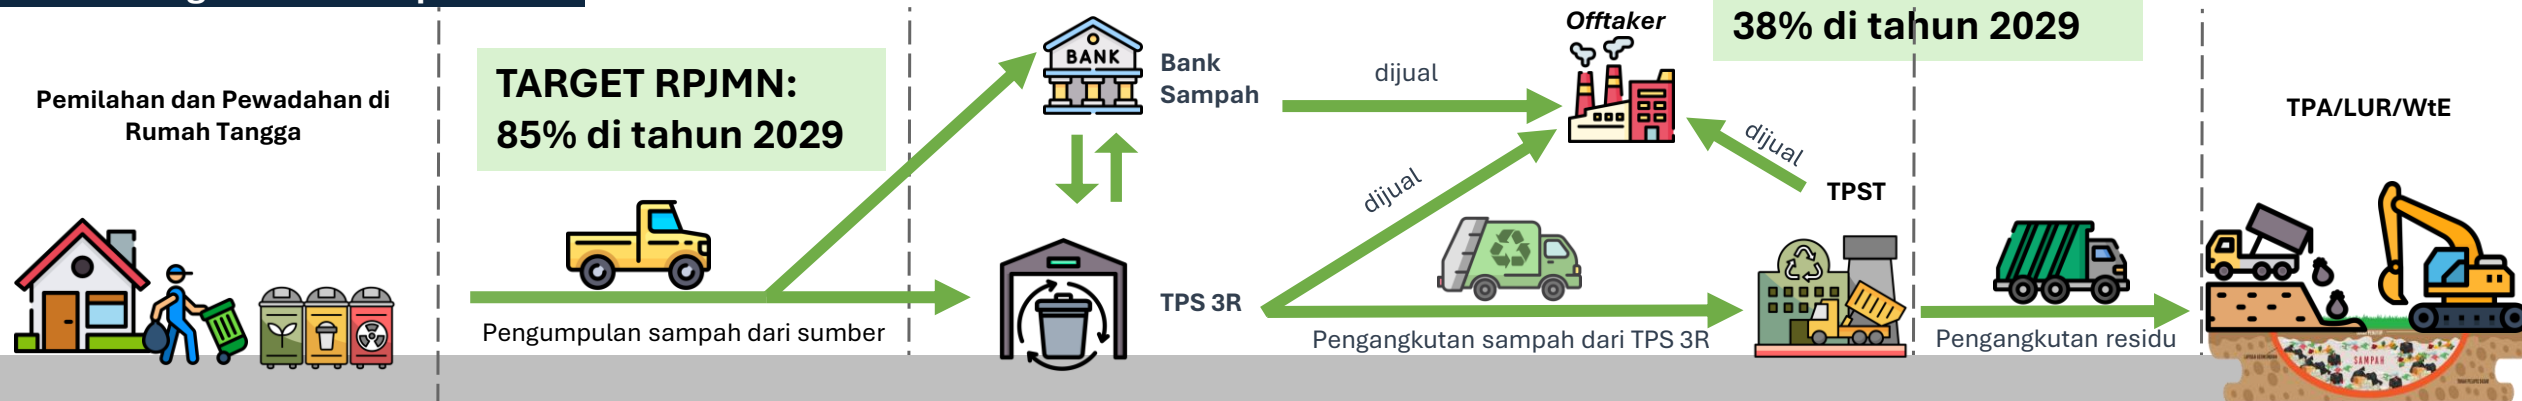 Pemilahan dan Pewadahan di
Rumah Tangga
TARGET RPJMN:
85% di tahun 2029
Pengumpulan sampah dari sumber
BANK
Bank
Sampah
TPS 3R
dijual
dijual
Offtaker
dijual
38% di tahun 2029
TPST
Pengangkutan sampah dari TPS 3R
Pengangkutan residu
TPA/LUR/WtE
SAMPAH